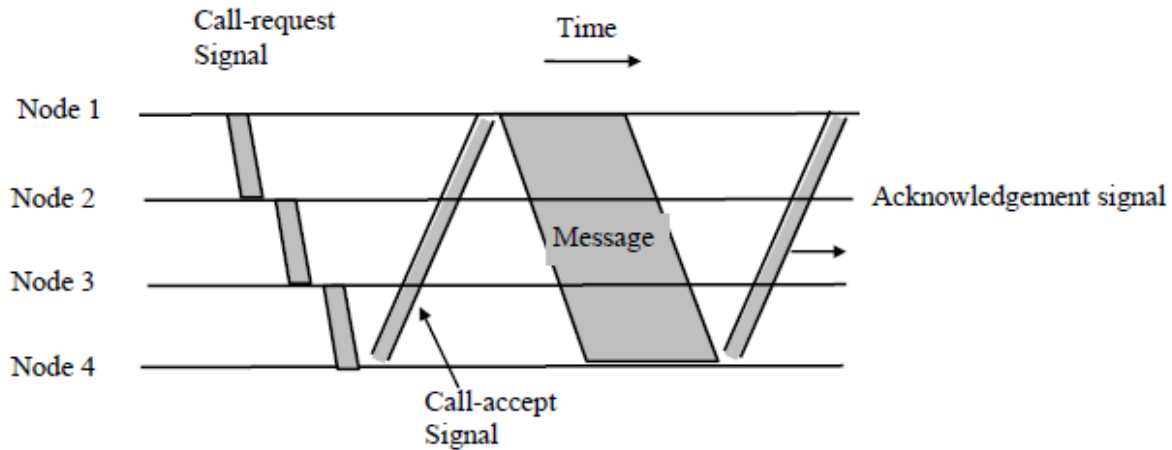 Call-request
Signal
Time
Node 1
Node 2
Acknowledgement signal
Message
Node 3
Node 4
Call-accept
Signal